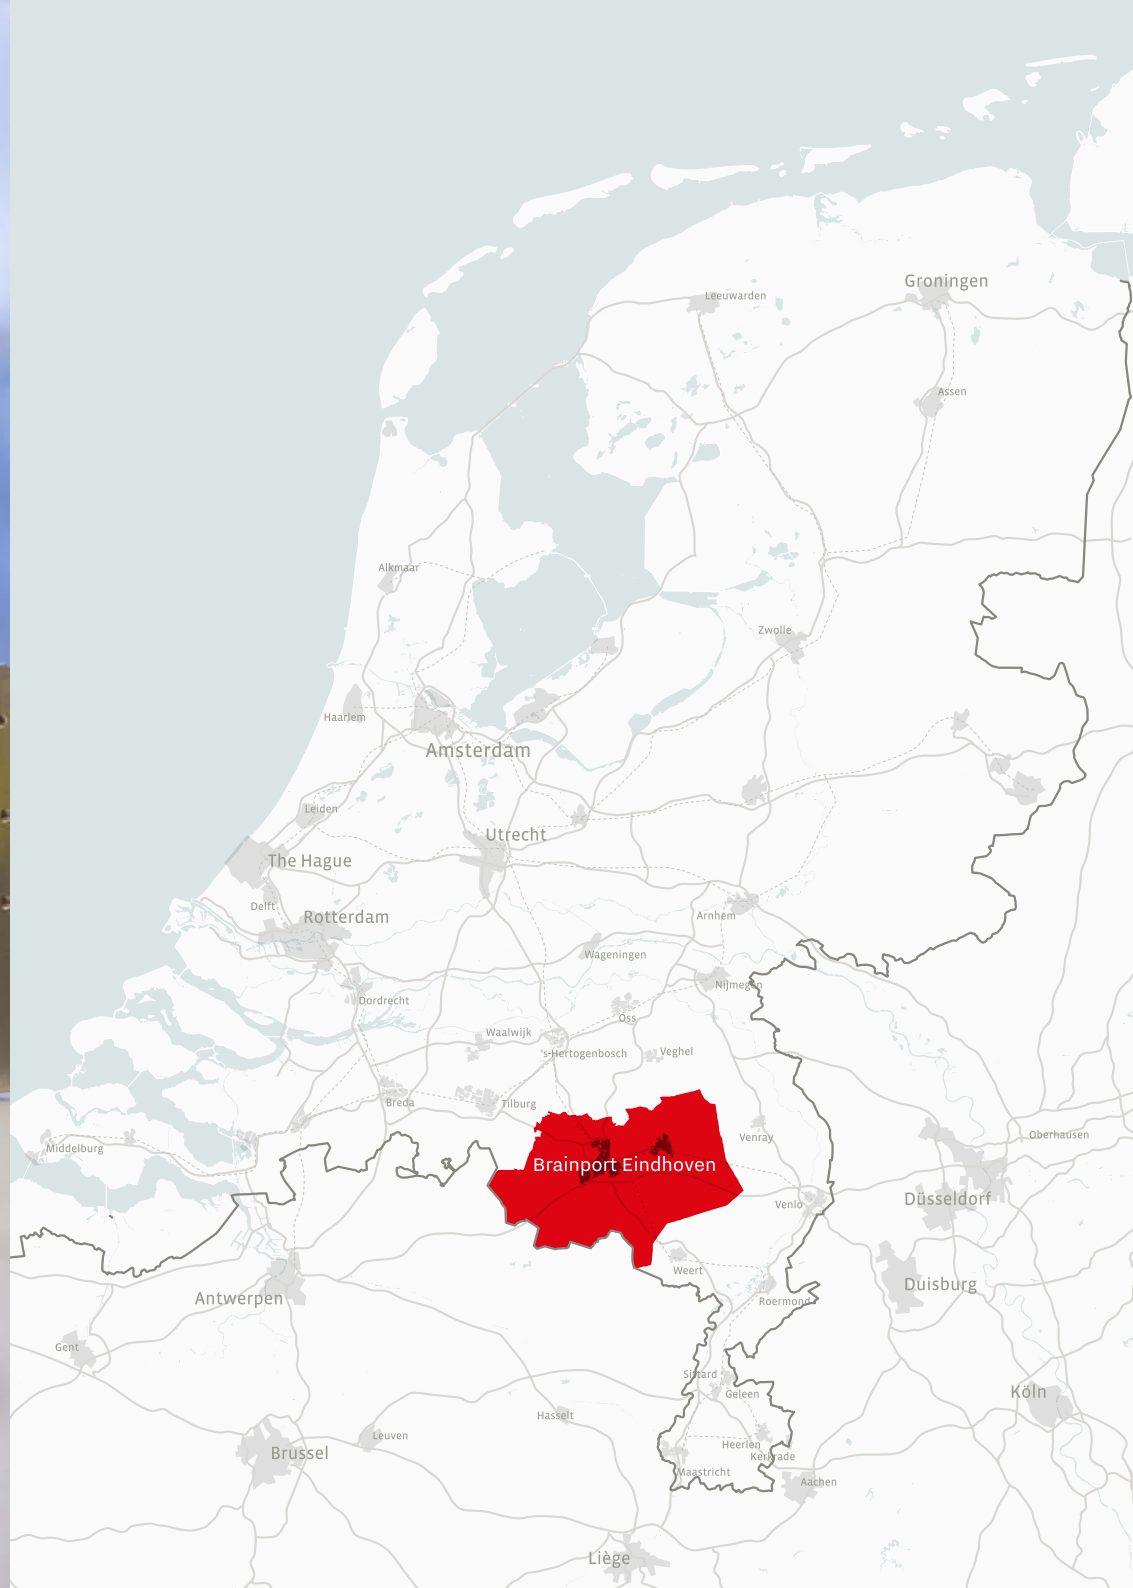 Groningen
Leeuwarden
Assen
Alkmaar
Zwolle
Haarlem
Amsterdam
Leiden
Utrecht
The Hague
Delft
Rotterdam
Arnhem
Wageningen
Nijmegen
Dordrecht
Oss
Waalwijk
's-Hertogenbosch
Veghel
Breda
Tilburg
Middelburg
Venray
Oberhausen
Brainport Eindhoven
Venlo
Düsseldorf
Weert
Duisburg
Antwerpen
Roermond
Gent
Sittard
Geleen
Köln
Hasselt
Leuven
Heerlen
Brussel
Kerkrade
Maastricht
Aachen
Liège